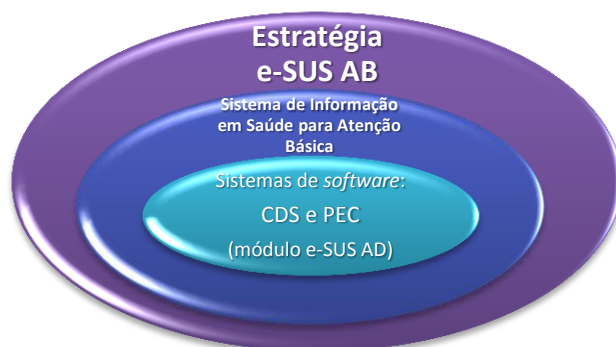 Estratégia
e-SUS AB
Sistema de Informação
em Saúde para Atenção
Básica
Sistemas de software:
CDS e PEC
(módulo e-SUS AD)